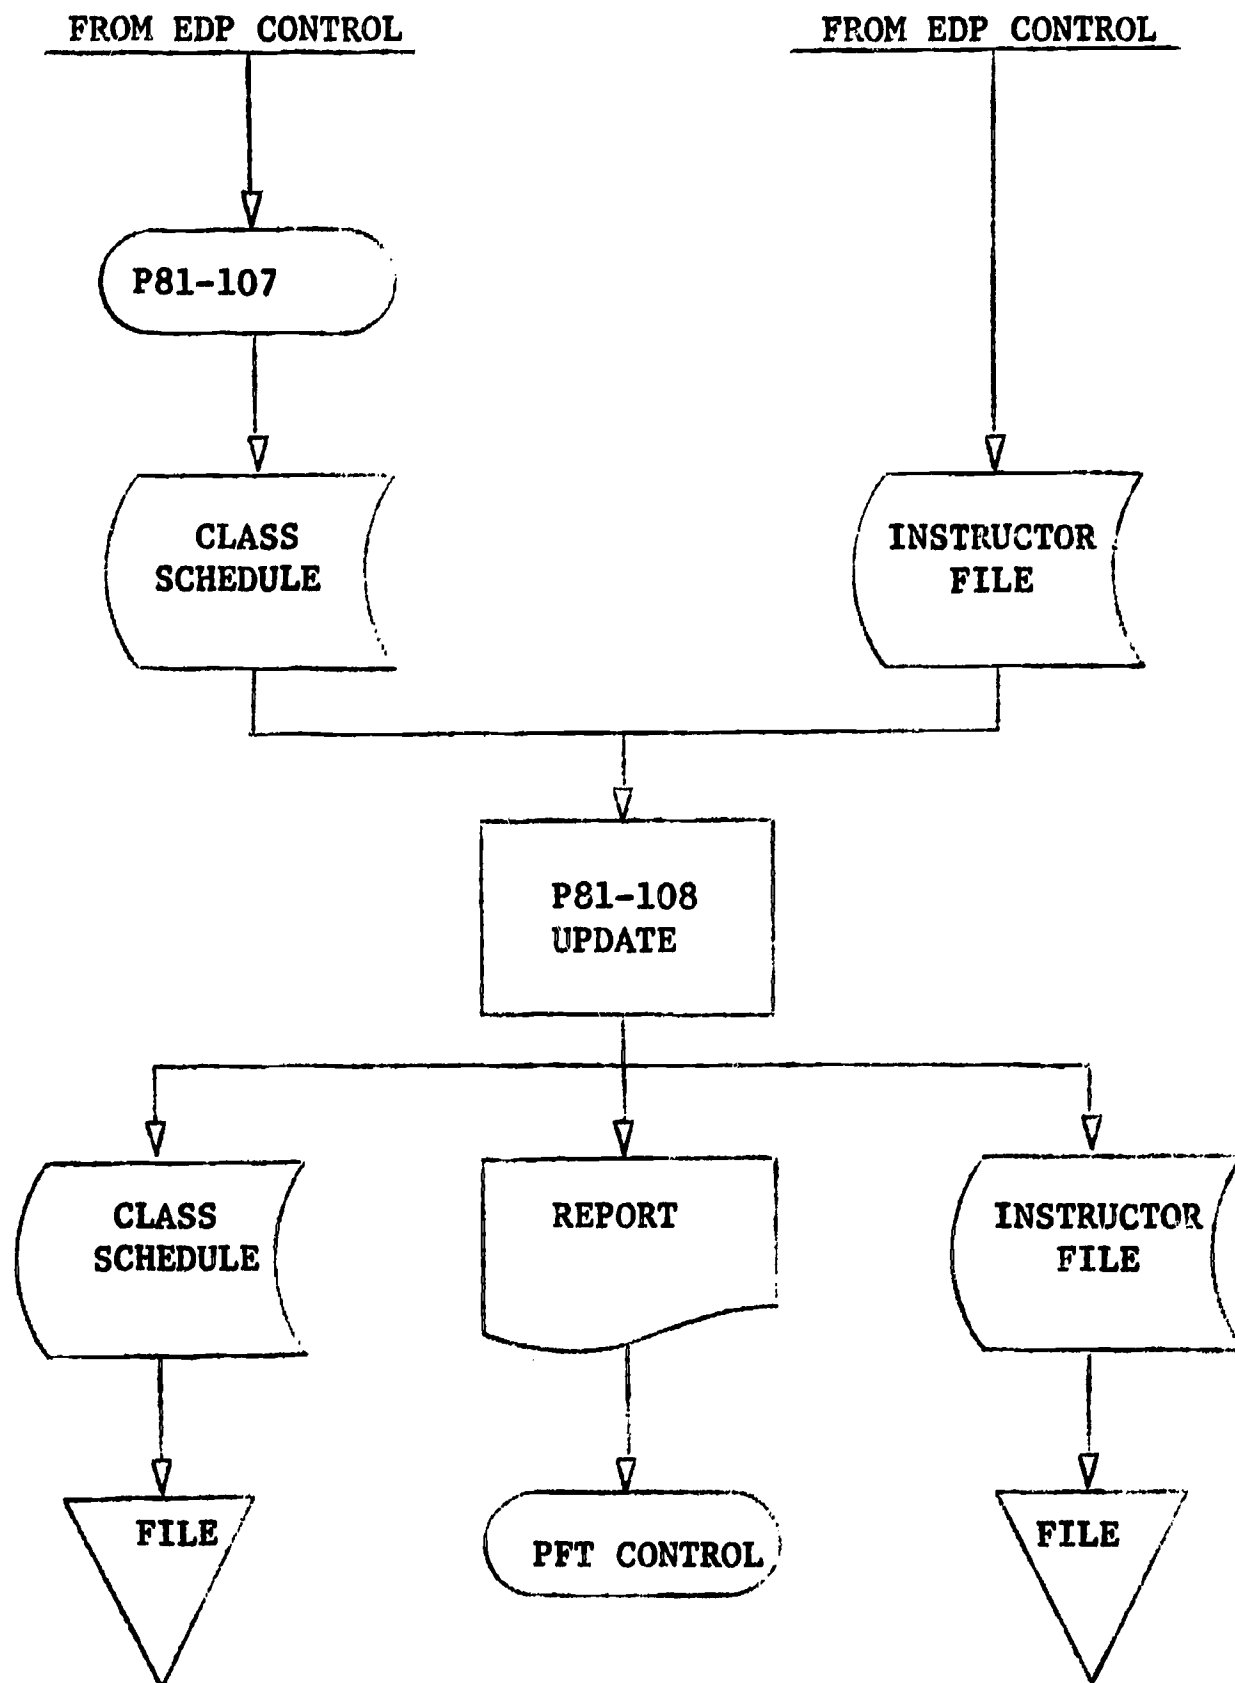 FROM EDP CONTROL
FROM EDP CONTROL
P81-107
CLASS
SCHEDULE
INSTRUCTOR
FILE
P81-108
UPDATE
CLASS
SCHEDULE
REPORT
INSTRUCTOR
FILE
FILE
PFT CONTROL
FILE